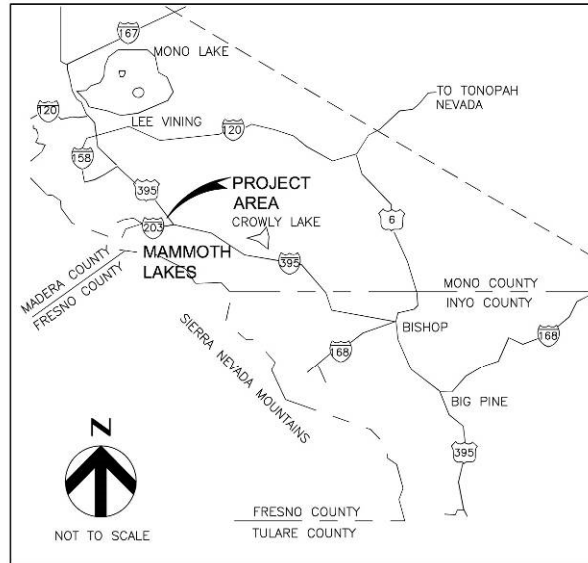 167
MONO LAKE
TO TONOPAH
NEVADA
120
LEE VINING
120
158
395
PROJECT
AREA
CROWLY LAKE
6
203
MAMMOTH
LAKES
395
MADERA COUNTY
FRESNO COUNTY
MONO COUNTY
INYO COUNTY
BISHOP
168
168
SIERRA NEVADA
MOUNTAINS
BIG PINE
395
N
NOT TO SCALE
FRESNO COUNTY
TULARE COUNTY